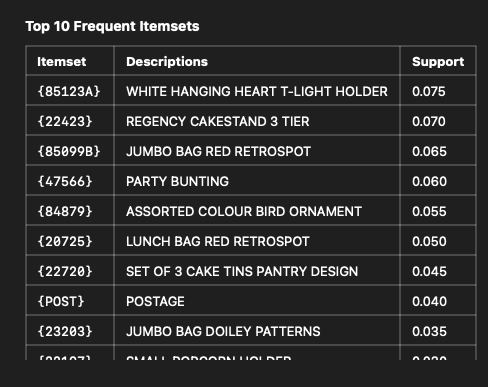 Top 10 Frequent Itemsets
Itemset Descriptions Support
{85123A} WHITE HANGING HEART T-LIGHT HOLDER 0.075
{22423} REGENCY CAKESTAND 3 TIER 0.070
{85099B} JUMBO BAG RED RETROSPOT 0.065
{47566} PARTY BUNTING 0.060
{84879} ASSORTED COLOUR BIRD ORNAMENT 0.055
{20725} LUNCH BAG RED RETROSPOT 0.050
{22720} SET OF 3 CAKE TINS PANTRY DESIGN 0.045
{POST} POSTAGE 0.040
{23203} JUMBO BAG DOILEY PATTERNS 0.035
SMALL POPCORN HOLDER